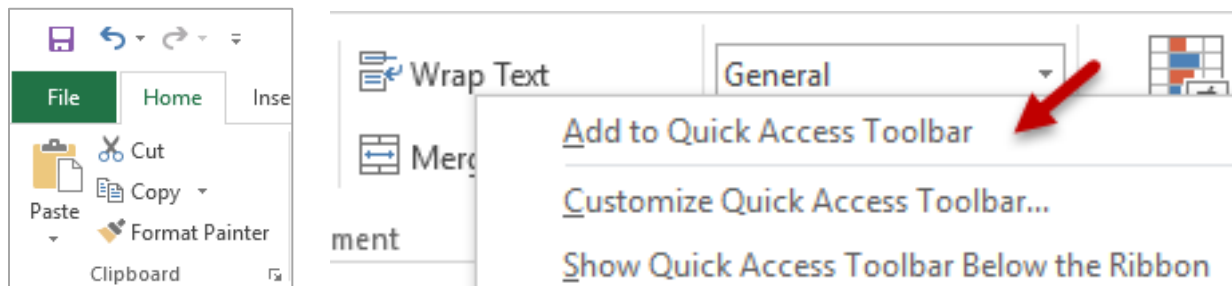 File Home Inse
Cut
Copy
Paste
Format Painter
Clipboard
Wrap Text
General
Merg
ment
Add to Quick Access Toolbar
Customize Quick Access Toolbar...
Show Quick Access Toolbar Below the Ribbon